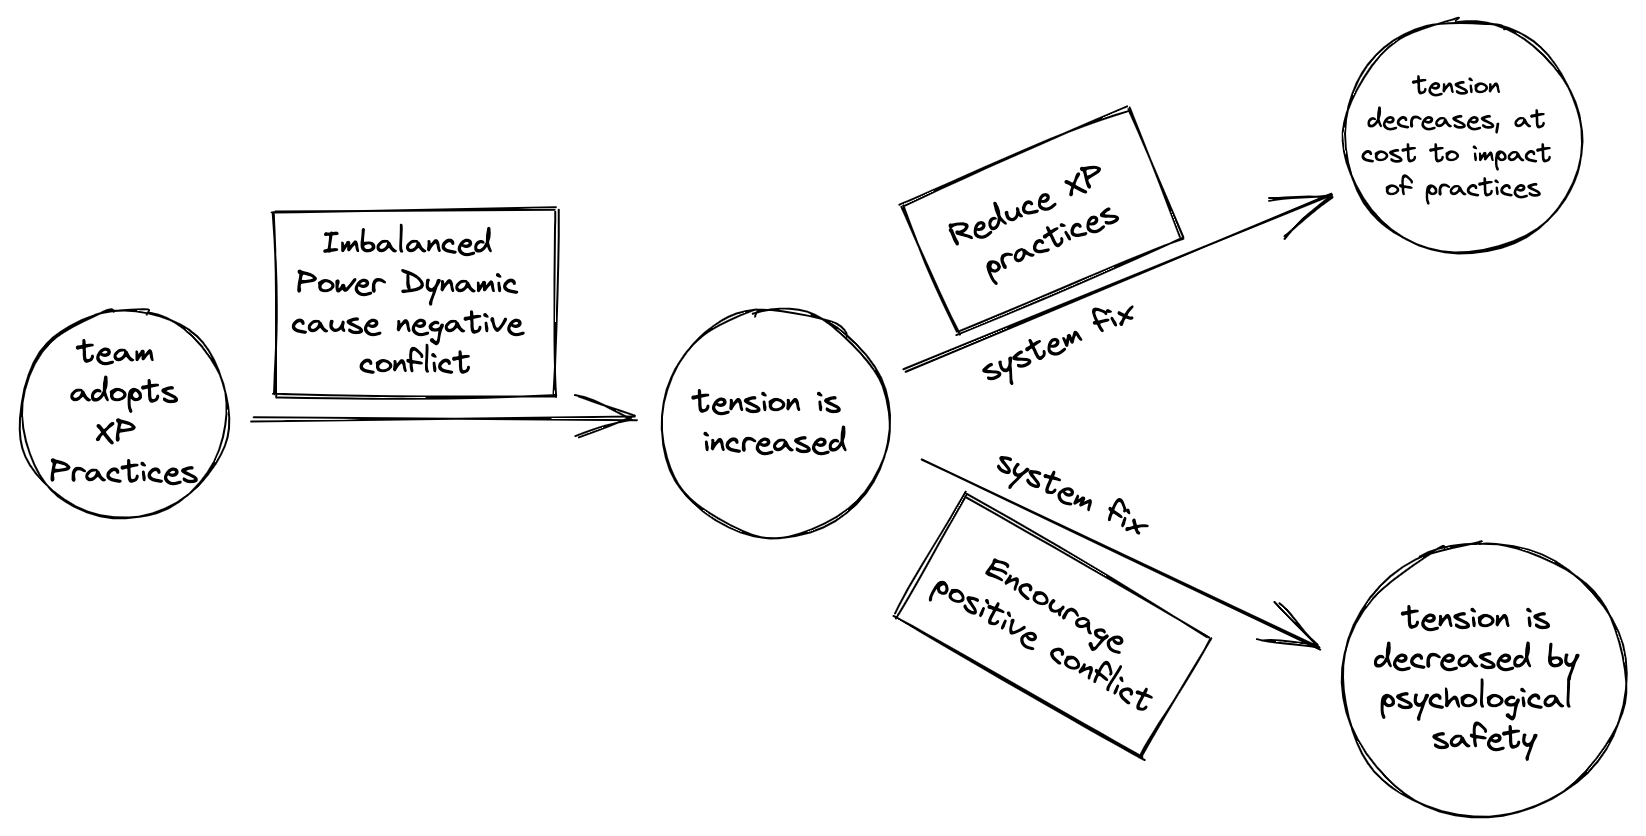 team
adopts
XP
Practices
Imbalanced
Power Dynamic
cause negative
conflict
tension is
increased
Reduce XP
practices
system fix
tension
decreases, at
cost to impact
of practices
system fix
Encourage
positive conflict
tension is
decreased by
psychological
safety